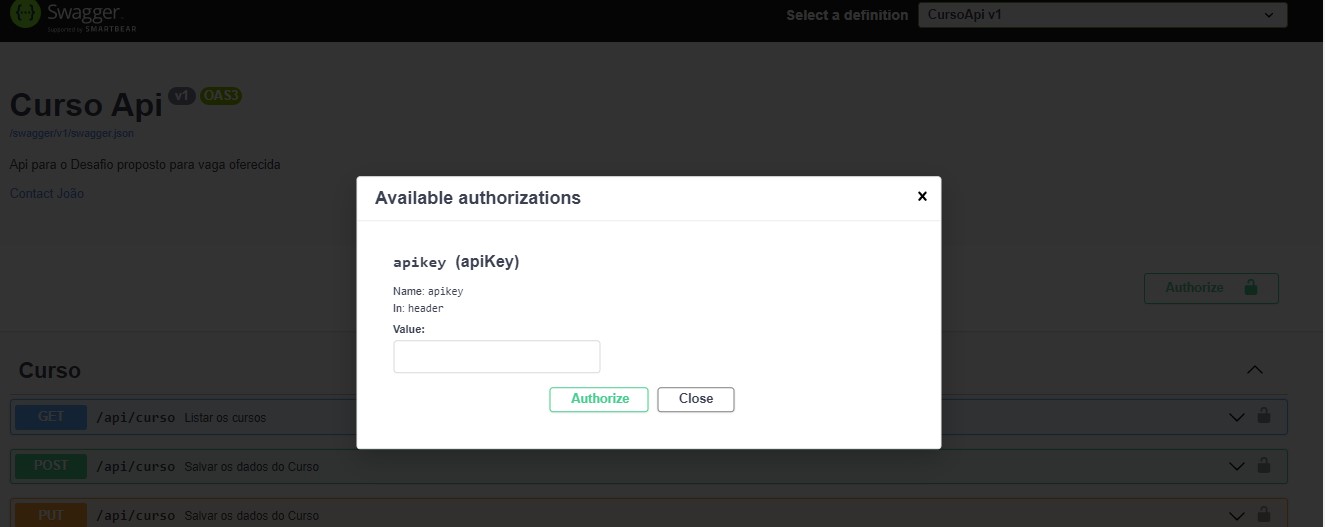 {··} Swagger.
Supported by SMARTBEAR
Select a definition CursoApi v1
Curso Api v1 OAS3
/swagger/v1/swagger.json
Api para o Desafio proposto para vaga oferecida
Contact João
Available authorizations
apikey (apiKey)
Name: apikey
In: header
Value:
Authorize Close
Authorize
Curso
GET /api/curso Listar os cursos
POST /api/curso Salvar os dados do Curso
PUT /api/curso Salvar os dados do Curso